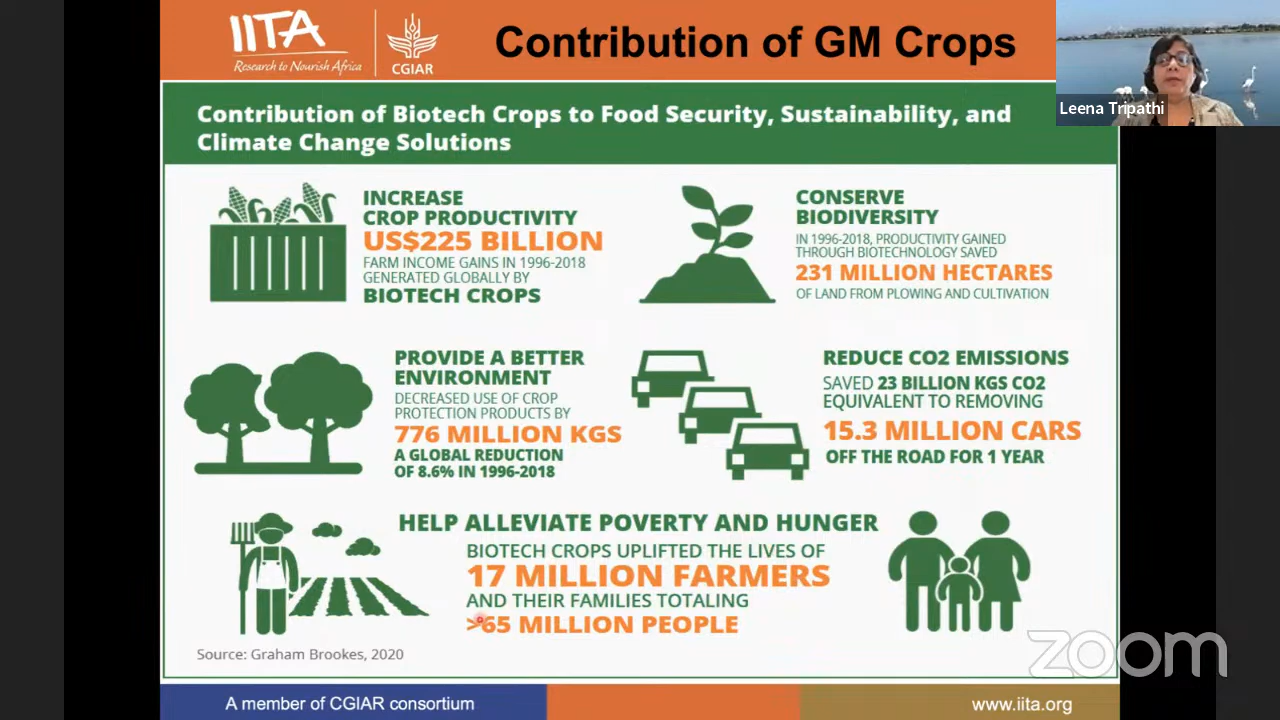 IITA
Research to Nourish Africa
CGIAR
Contribution of GM Crops
Leena Tripathi
Contribution of Biotech Crops to Food Security, Sustainability, and
Climate Change Solutions
INCREASE
CROP PRODUCTIVITY
US$225 BILLION
FARM INCOME GAINS IN 1996-2018
GENERATED GLOBALLY BY
BIOTECH CROPS
CONSERVE
BIODIVERSITY
IN 1996-2018, PRODUCTIVITY GAINED
THROUGH BIOTECHNOLOGY SAVED
231 MILLION HECTARES
OF LAND FROM PLOWING AND CULTIVATION
PROVIDE A BETTER
ENVIRONMENT
DECREASED USE OF CROP
PROTECTION PRODUCTS BY
776 MILLION KGS
A GLOBAL REDUCTION
OF 8.6% IN 1996-2018
REDUCE CO2 EMISSIONS
SAVED 23 BILLION KGS CO2
EQUIVALENT TO REMOVING
15.3 MILLION CARS
OFF THE ROAD FOR 1 YEAR
HELP ALLEVIATE POVERTY AND HUNGER
BIOTECH CROPS UPLIFTED THE LIVES OF
17 MILLION FARMERS
AND THEIR FAMILIES TOTALING
>65 MILLION PEOPLE
Source: Graham Brookes, 2020
zoom
A member of CGIAR consortium
www.iita.org